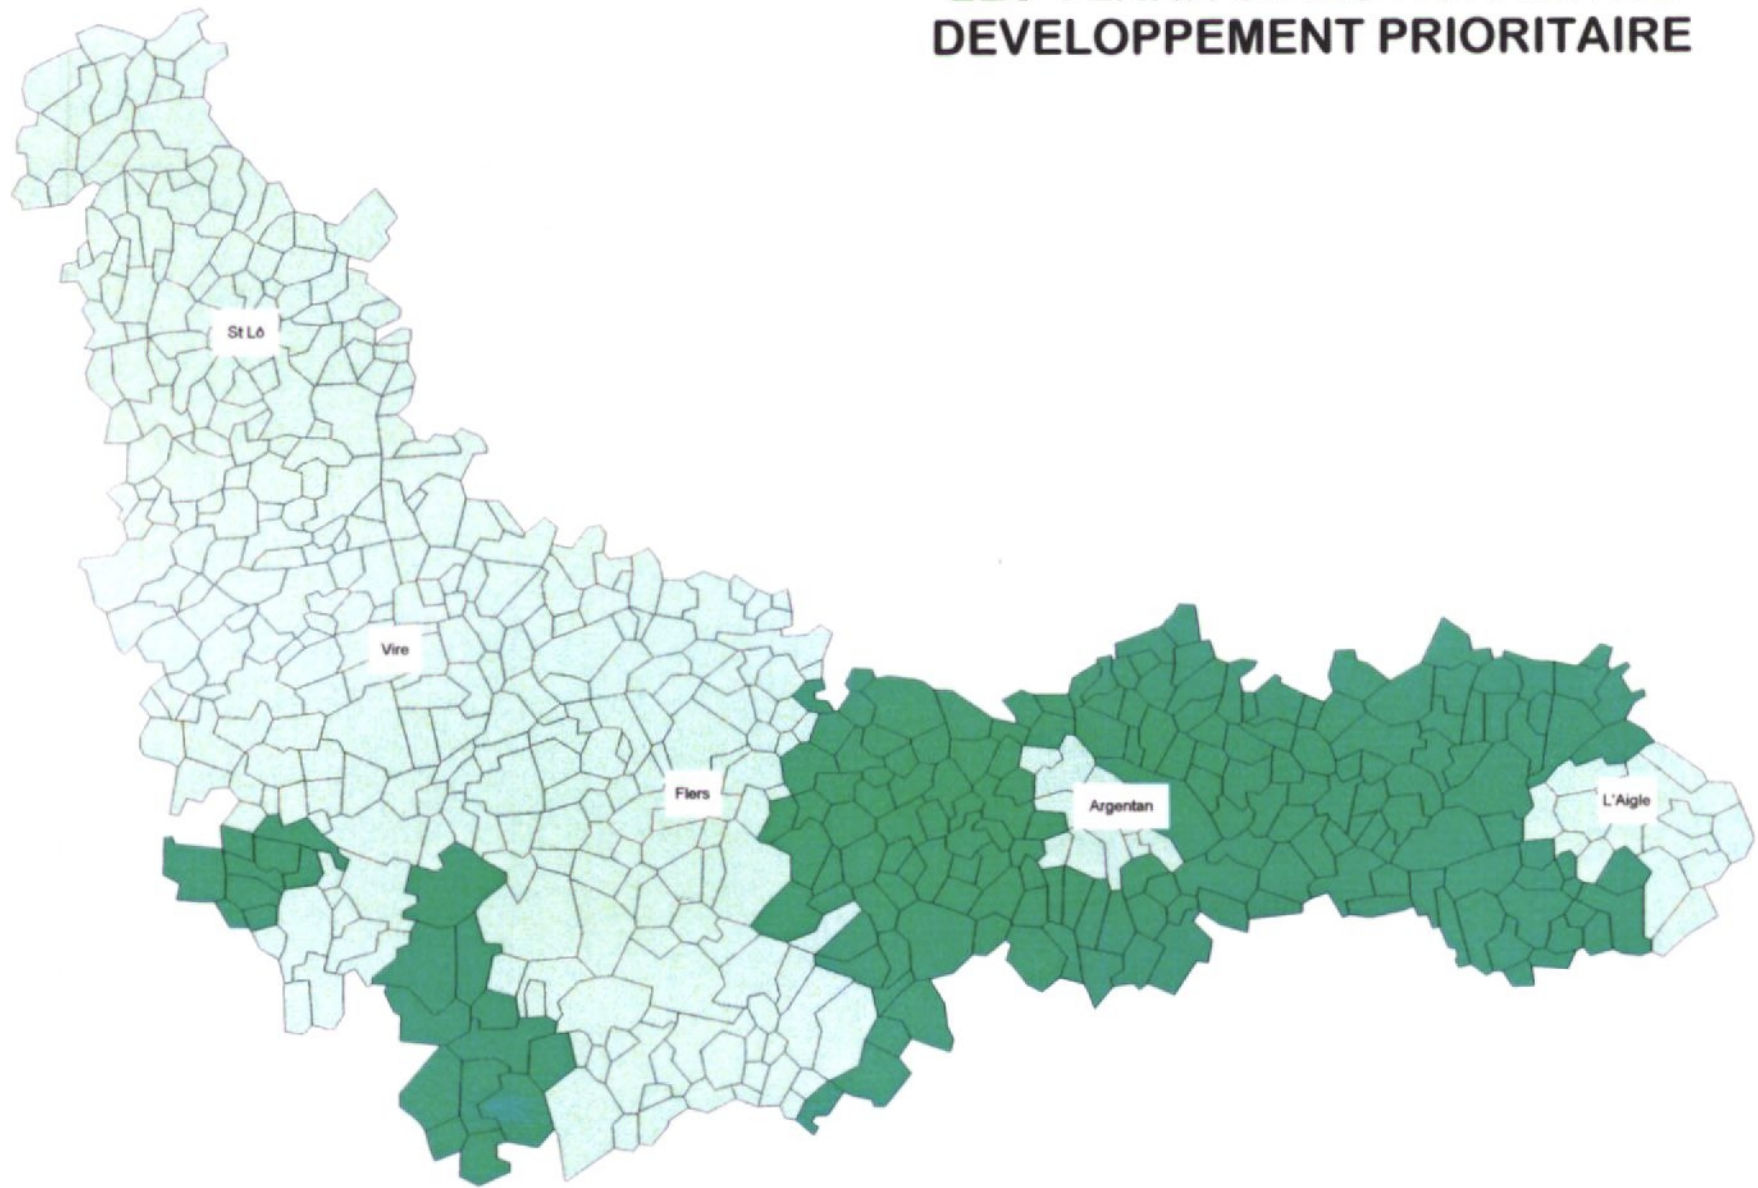 DEVELOPPEMENT PRIORITAIRE
St Lô
Vire
Flers
Argentan
L'Aigle